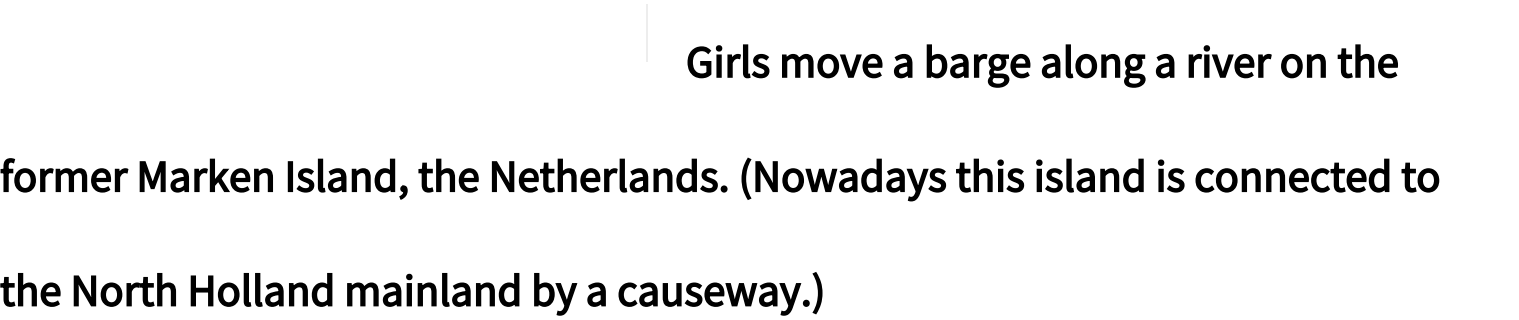 Girls move a barge along a river on the
former Marken Island, the Netherlands. (Nowadays this island is connected to
the North Holland mainland by a causeway.)